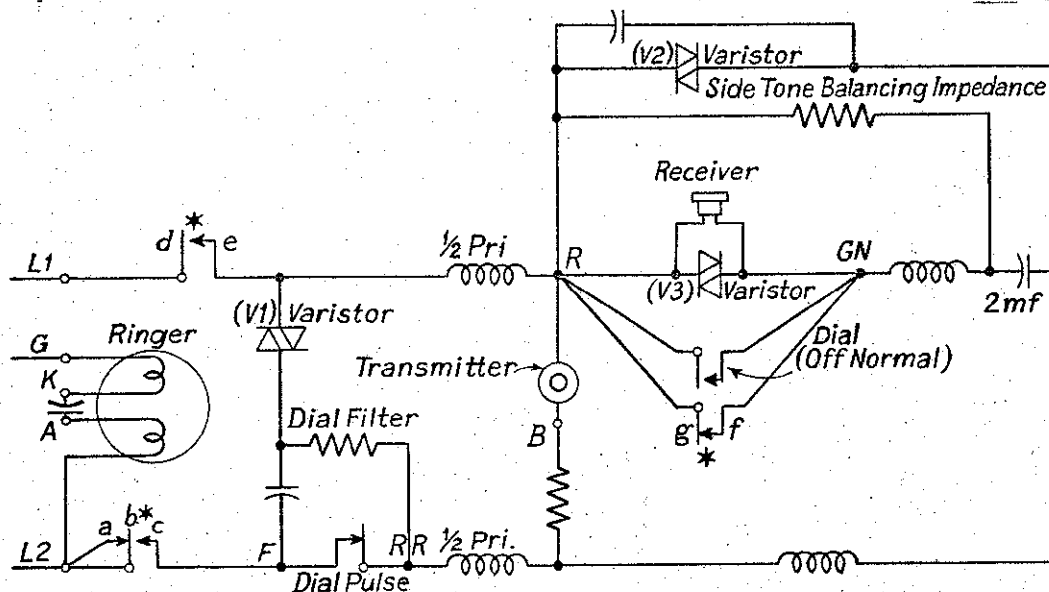 (V2) Varistor
Side Tone Balancing Impedance
Receiver
*
d e
L1
½ Pri
R
GN
(V3) Varistor
2mf
(V1) Varistor
Ringer
G
K
A
Transmitter
Dial
(Off Normal)
Dial Filter
B
g f
*
a b* c
L2
F
RR
½ Pri.
Dial Pulse